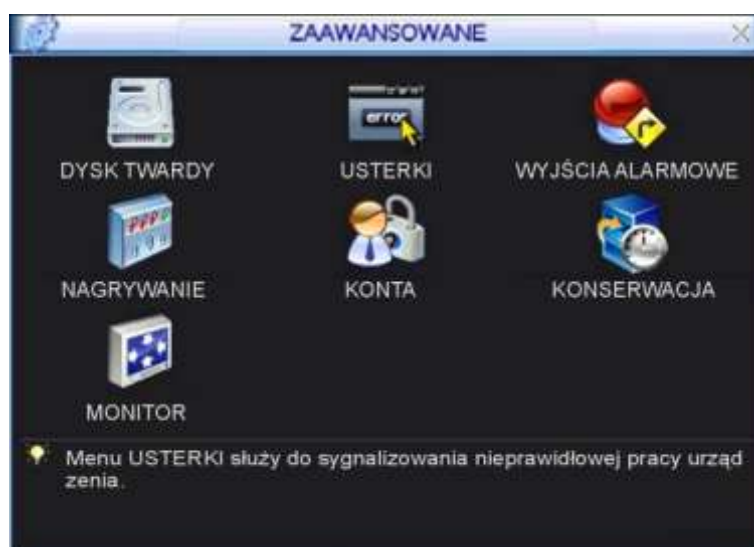 ZAAWANSOWANE
DYSK TWARDY
USTERKI
WYJŚCIA ALARMOWE
NAGRYWANIE
KONTA
KONSERWACJA
MONITOR
Menu USTERKI służy do sygnalizowania nieprawidłowej pracy urząd
zenia.
error